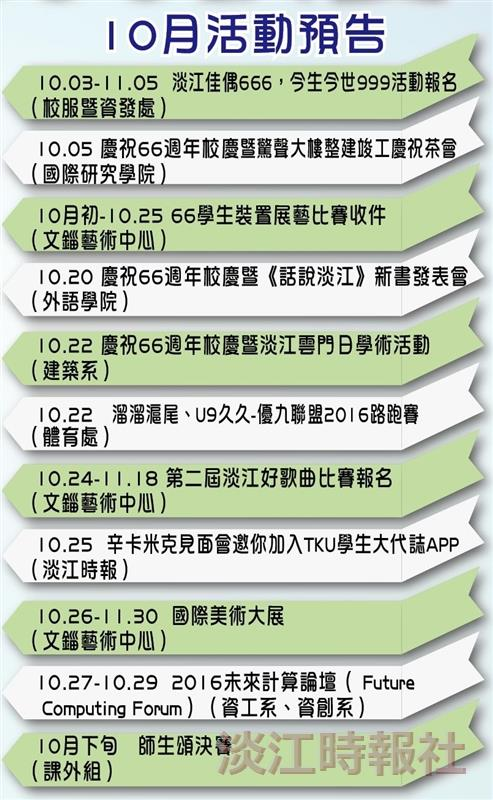 10月活動預告
10.03-11.05 淡江佳偶666，今生今世999活動報名
（校服暨資發處）
10.05 慶祝66週年校慶暨驚聲大樓整建竣工慶祝茶會
（國際研究學院）
10月初-10.25 66學生裝置展藝比賽收件
（文錙藝術中心）
10.20 慶祝66週年校慶暨《話說淡江》新書發表會
（外語學院）
10.22 慶祝66週年校慶暨淡江雲門日學術活動
（建築系）
10.22 溜溜滬尾、U9久久-優九聯盟2016路跑賽
（體育處）
10.24-11.18 第二屆淡江好歌曲比賽報名
（文錙藝術中心）
10.25 辛卡米克見面會邀你加入TKU學生大代誌APP
（淡江時報）
10.26-11.30 國際美術大展
（文錙藝術中心）
10.27-10.29 2016未來計算論壇（ Future
Computing Forum）（資工系、資創系）
10月下旬 師生頌決賽
（課外組）
淡江時報社